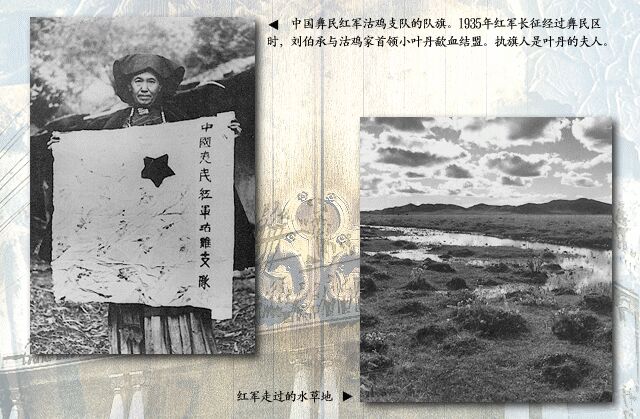 中国彝民红军沽鸡支队的队旗。1935年红军长征经过彝民区
时，刘伯承与沽鸡家首领小叶丹歃血结盟。执旗人是叶丹的夫人。
中國夷民紅軍沽雞支隊
红军走过的水草地